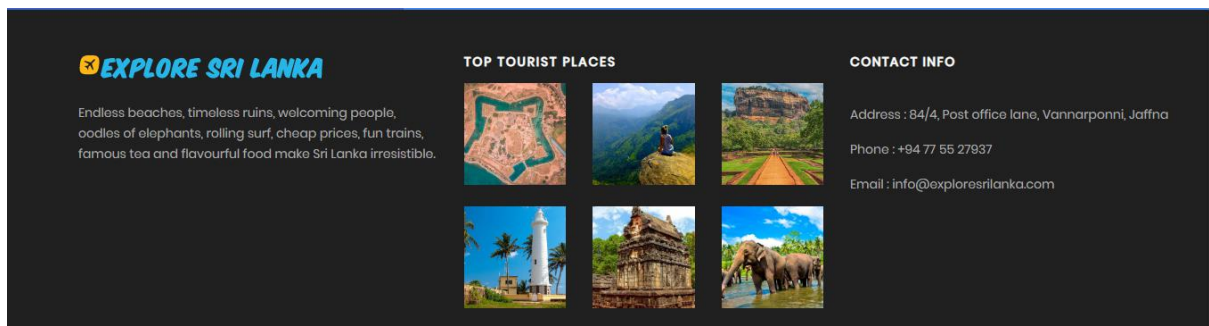 EXPLORE SRI LANKA
Endless beaches, timeless ruins, welcoming people,
oodles of elephants, rolling surf, cheap prices, fun trains,
famous tea and flavourful food make Sri Lanka irresistible.
TOP TOURIST PLACES
CONTACT INFO
Address : 84/4, Post office lane, Vannarponni, Jaffna
Phone : +94 77 55 27937
Email : info@exploresrilanka.com